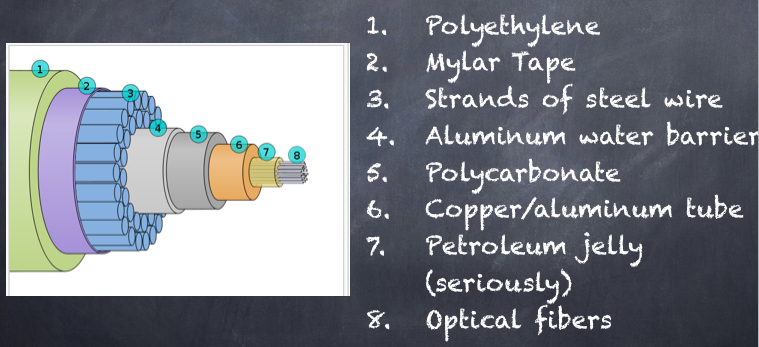 1
2
3
4
5
6
7
8
1. Polyethylene
2. Mylar Tape
3. Strands of steel wire
4. Aluminum water barrier
5. Polycarbonate
6. Copper/aluminum tube
7. Petroleum jelly
(seriously)
8. Optical fibers